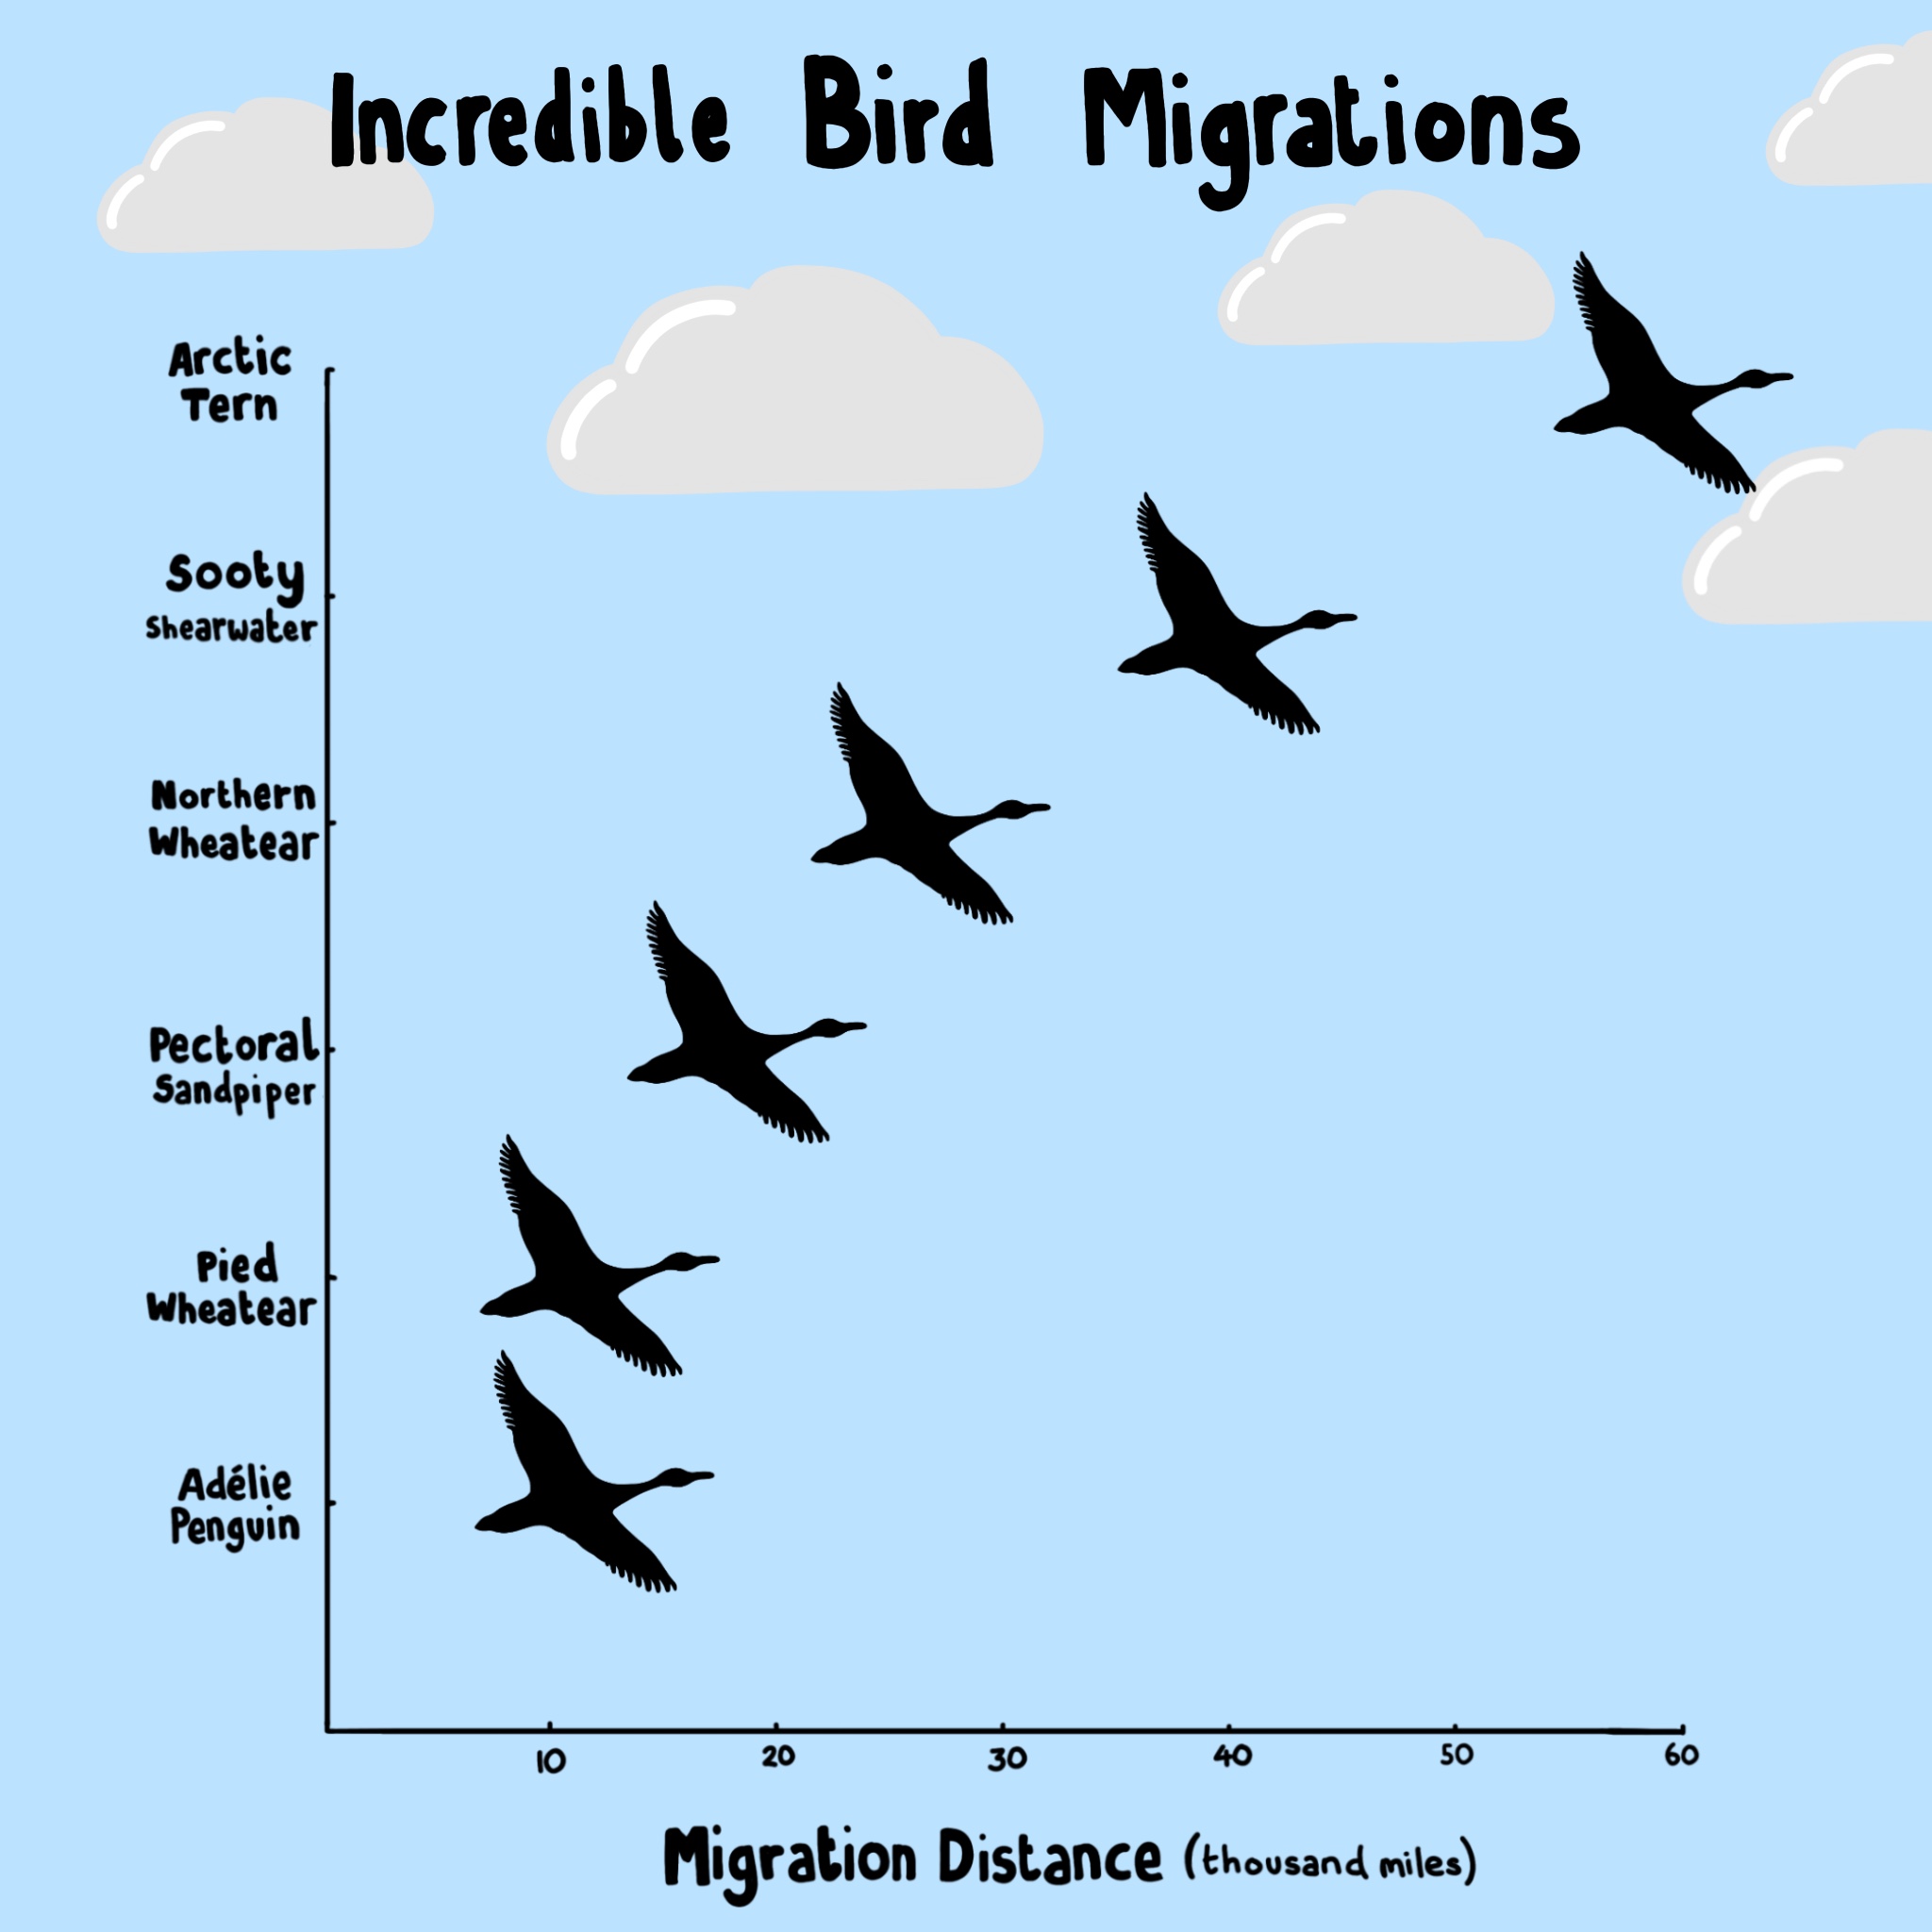 Incredible Bird Migrations
Arctic
Tern
Sooty
Shearwater
Northern
Wheatear
Pectoral
Sandpiper
Pied
Wheatear
Adélie
Penguin
10 20 30 40 50 60
Migration Distance (thousand miles)